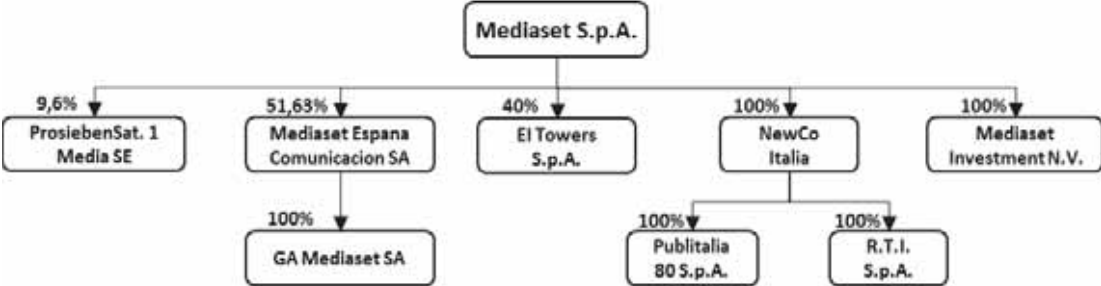 Mediaset S.p.A.
9,6%
51,63%
40%
100%
100%
ProsiebenSat. 1
Media SE
Mediaset Espana
Comunicacion SA
EI Towers
S.p.A.
NewCo
Italia
Mediaset
Investment N.V.
100%
100%
100%
GA Mediaset SA
Publitalia
80 S.p.A.
R.T.I.
S.p.A.